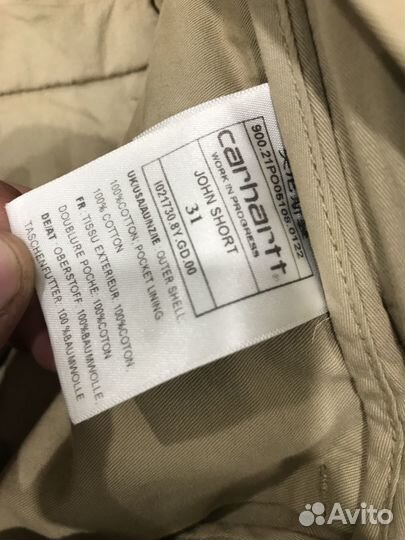 900.21PO05106 0122
carhartt®
WORK IN PROGRESS
JOHN SHORT
31
I021730.8Y.GD.00
UK/USA/AU/NZ/IE OUTER SHELL:
100%COTTON, POCKET LINING:
100% COTTON
FR: TISSU EXTERIEUR: 100%COTON,
DOUBLURE POCHE: 100%COTON.
DE/AT: OBERSTOFF: 100%BAUMWOLLE,
TASCHENFUTTER: 100 %BAUMWOLLE.
Avito